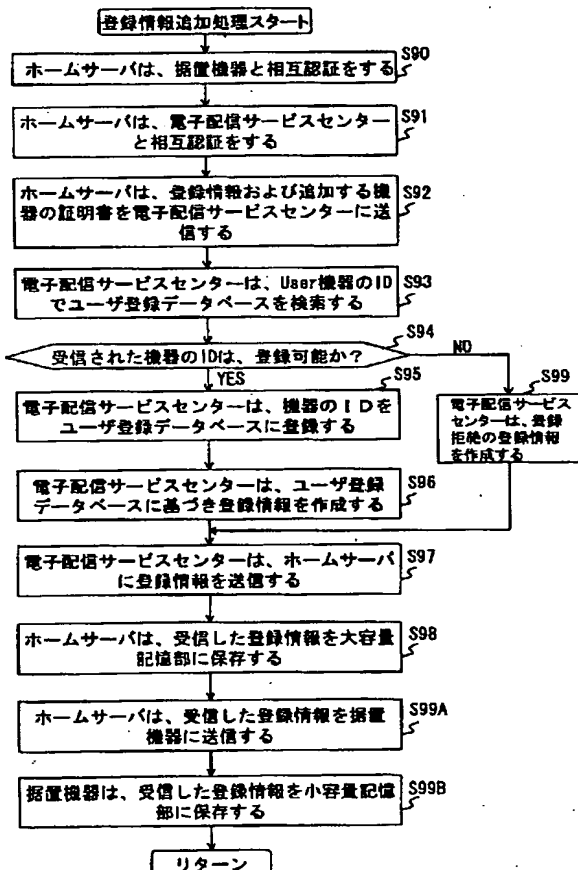 登録情報追加処理スタート
S90
ホームサーバは、据置機器と相互認証をする
S91
ホームサーバは、電子配信サービスセンター
と相互認証をする
S92
ホームサーバは、登録情報および追加する機
器の証明書を電子配信サービスセンターに送
信する
S93
電子配信サービスセンターは、User機器のID
でユーザ登録データベースを検索する
S94
受信された機器のIDは、登録可能か？
NO
YES
S95
電子配信サービスセンターは、機器のIDを
ユーザ登録データベースに登録する
S99
電子配信サービス
センターは、登録
拒絶の登録情報
を作成する
S96
電子配信サービスセンターは、ユーザ登録
データベースに基づき登録情報を作成する
S97
電子配信サービスセンターは、ホームサーバ
に登録情報を送信する
S98
ホームサーバは、受信した登録情報を大容量
記憶部に保存する
S99A
ホームサーバは、受信した登録情報を据置
機器に送信する
S99B
据置機器は、受信した登録情報を小容量記憶
部に保存する
リターン